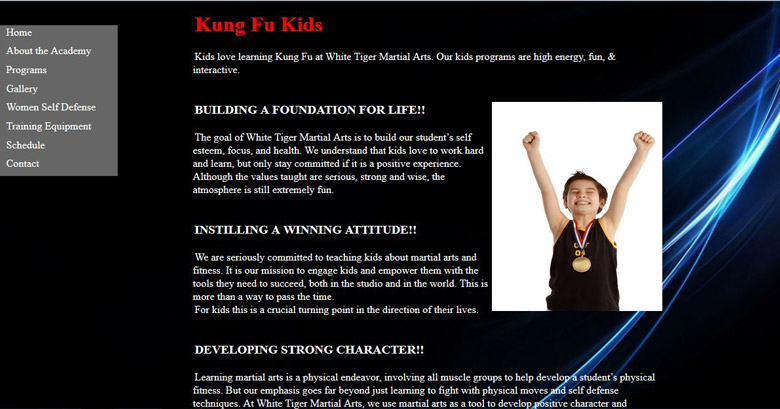 Home
About the Academy
Programs
Gallery
Women Self Defense
Training Equipment
Schedule
Contact
Kung Fu Kids
Kids love learning Kung Fu at White Tiger Martial Arts. Our kids programs are high energy, fun, &
interactive.
BUILDING A FOUNDATION FOR LIFE!!
The goal of White Tiger Martial Arts is to build our student's self
esteem, focus, and health. We understand that kids love to work hard
and learn, but only stay committed if it is a positive experience.
Although the values taught are serious, strong and wise, the
atmosphere is still extremely fun.
INSTILLING A WINNING ATTITUDE!!
We are seriously committed to teaching kids about martial arts and
fitness. It is our mission to engage kids and empower them with the
tools they need to succeed, both in the studio and in the world. This is
more than a way to pass the time.
For kids this is a crucial turning point in the direction of their lives.
DEVELOPING STRONG CHARACTER!!
Learning martial arts is a physical endeavor, involving all muscle groups to help develop a student's physical
fitness. But our emphasis goes far beyond just learning to fight with physical moves and self defense
techniques. At White Tiger Martial Arts, we use martial arts as a tool to develop positive character and